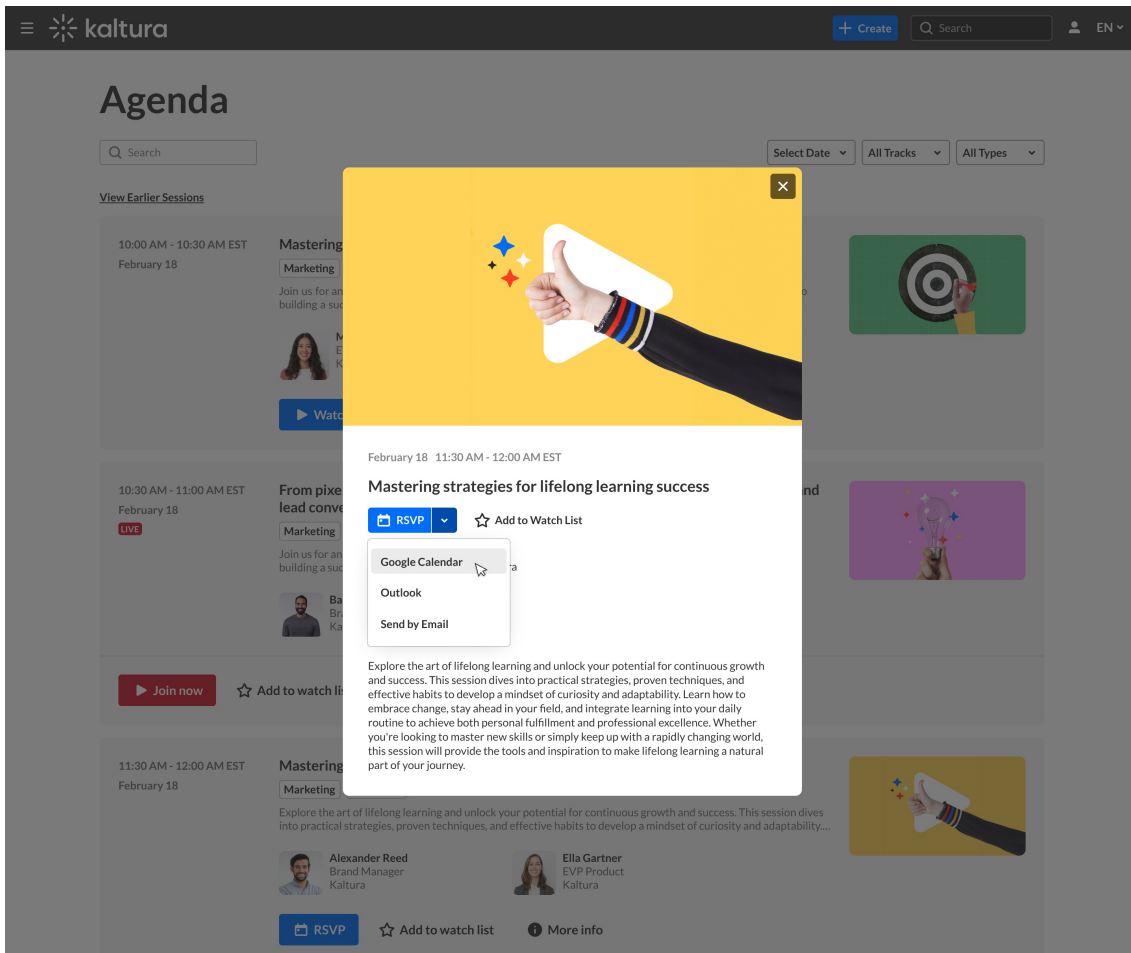 kaltura
Create
Search
EN
Agenda
Search
Select Date
All Tracks
All Types
View Earlier Sessions
10:00 AM - 10:30 AM EST
February 18
Mastering
Marketing
Join us for an
building a suc
Watc
10:30 AM - 11:00 AM EST
February 18
LIVE
From pixe
nd
lead conve
Marketing
Join us for an
building a suc
Ba
Bra
Ka
Join now
Add to watch lis
February 18 11:30 AM - 12:00 AM EST
Mastering strategies for lifelong learning success
RSVP
Add to Watch List
Google Calendar
ra
Outlook
Send by Email
Explore the art of lifelong learning and unlock your potential for continuous growth
and success. This session dives into practical strategies, proven techniques, and
effective habits to develop a mindset of curiosity and adaptability. Learn how to
embrace change, stay ahead in your field, and integrate learning into your daily
routine to achieve both personal fulfillment and professional excellence. Whether
you're looking to master new skills or simply keep up with a rapidly changing world,
this session will provide the tools and inspiration to make lifelong learning a natural
part of your journey.
11:30 AM - 12:00 AM EST
February 18
Mastering
Marketing
Explore the art of lifelong learning and unlock your potential for continuous growth and success. This session dives
into practical strategies, proven techniques, and effective habits to develop a mindset of curiosity and adaptability....
Alexander Reed
Brand Manager
Kaltura
Ella Gartner
EVP Product
Kaltura
RSVP
Add to watch list
More info